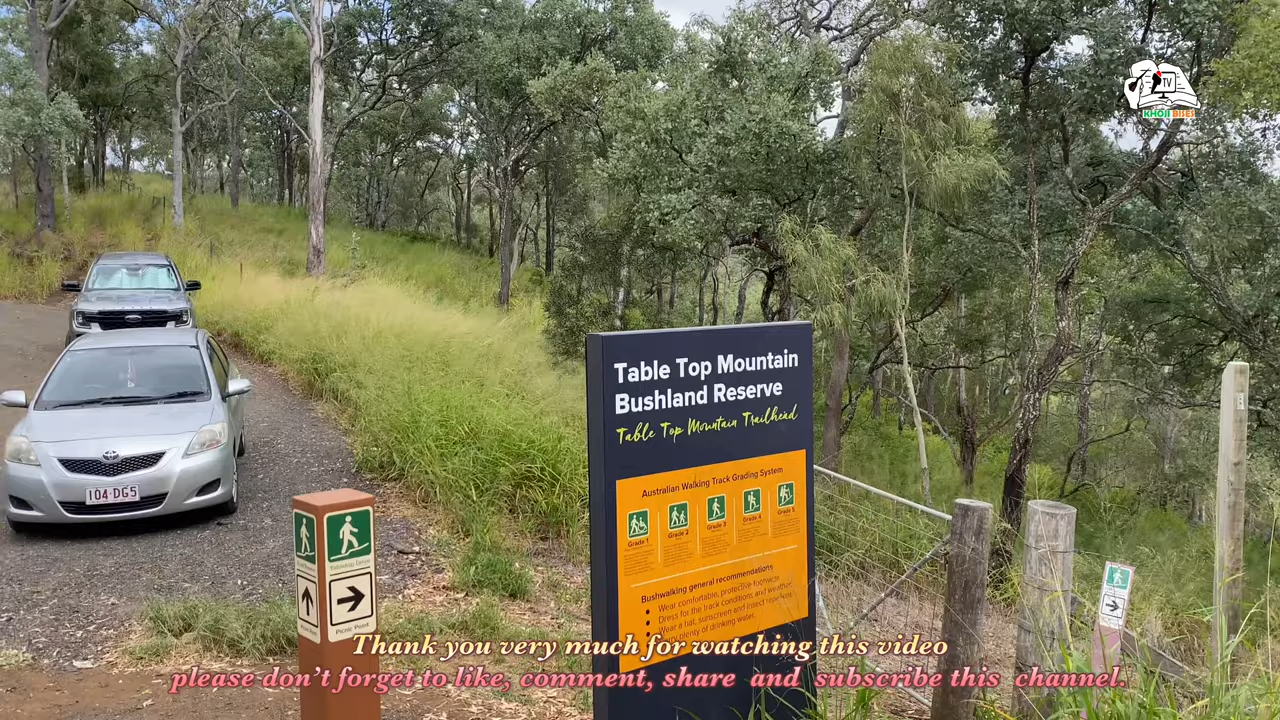 TV
KHOJI BISES
Table Top Mountain
Bushland Reserve
Table Top Mountain Trailhead
Australian Walking Track Grading System
Grade 1
Grade 2
Grade 3
Grade 4
Grade 5
Bushwalking general recommendations
Wear comfortable, protective footwear.
Dress for the track conditions and weather.
Wear a hat, sunscreen and insect repellent.
plenty of drinking water.
104·DG5
Picnic Point
Thank you very much for watching this video
please don't forget to like, comment, share and subscribe this channel.